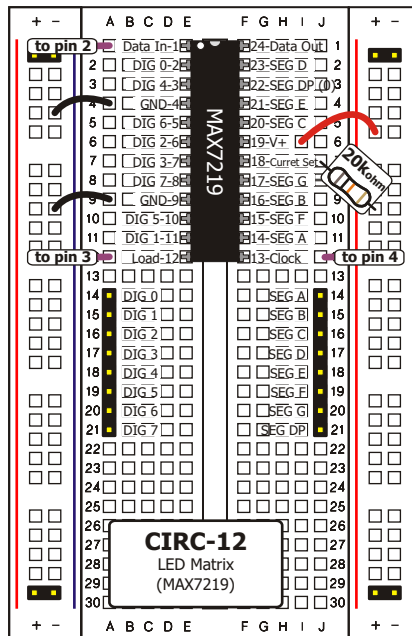 + - A B C D E F G H I J + -
to pin 2 1 Data In-1 24-Data Out 1
2 DIG 0-2 23-SEG D 2
3 DIG 4-3 22-SEG DP (0) 3
4 GND-4 21-SEG E 4
5 DIG 6-5 20-SEG C 5
6 DIG 2-6 19-V+ 6
7 DIG 3-7 18-Curret Set
8 DIG 7-8 17-SEG G
9 GND-9 16-SEG B 9
10 DIG 5-10 15-SEG F 10
11 DIG 1-11 14-SEG A 11
to pin 3 Load-12 13-Clock to pin 4
MAX7219
20kohm
13 13
14 DIG 0 SEG A 14
15 DIG 1 SEG B 15
16 DIG 2 SEG C 16
17 DIG 3 SEG D 17
18 DIG 4 SEG E 18
19 DIG 5 SEG F 19
20 DIG 6 SEG G 20
21 DIG 7 SEG DP 21
22 22
23 23
24 24
25 25
26 26
27 27
28 28
29 29
30 30
CIRC-12
LED Matrix
(MAX7219)
+ - A B C D E F G H I J + -